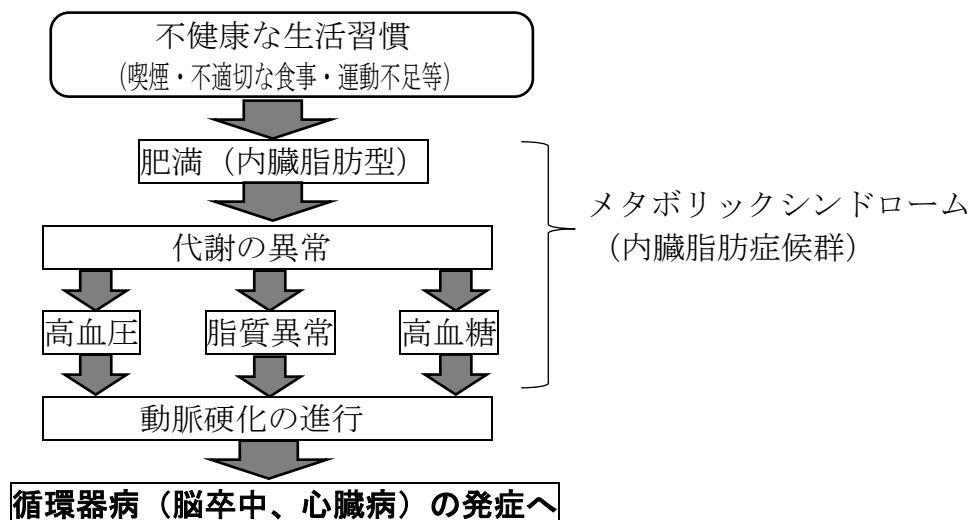 不健康な生活習慣
(喫煙・不適切な食事・運動不足等)
肥満（内臓脂肪型）
メタボリックシンドローム
（内臓脂肪症候群）
代謝の異常
高血圧
脂質異常
高血糖
動脈硬化の進行
循環器病（脳卒中、心臓病）の発症へ